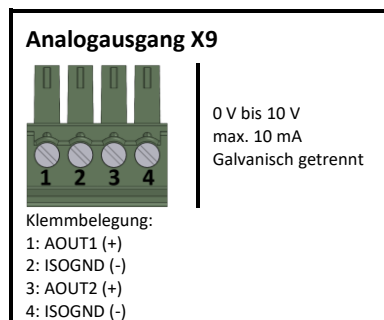 Analogausgang X9
1 2 3 4
0 V bis 10 V
max. 10 mA
Galvanisch getrennt
Klemmbelegung:
1: AOUT1 (+)
2: ISOGND (-)
3: AOUT2 (+)
4: ISOGND (-)